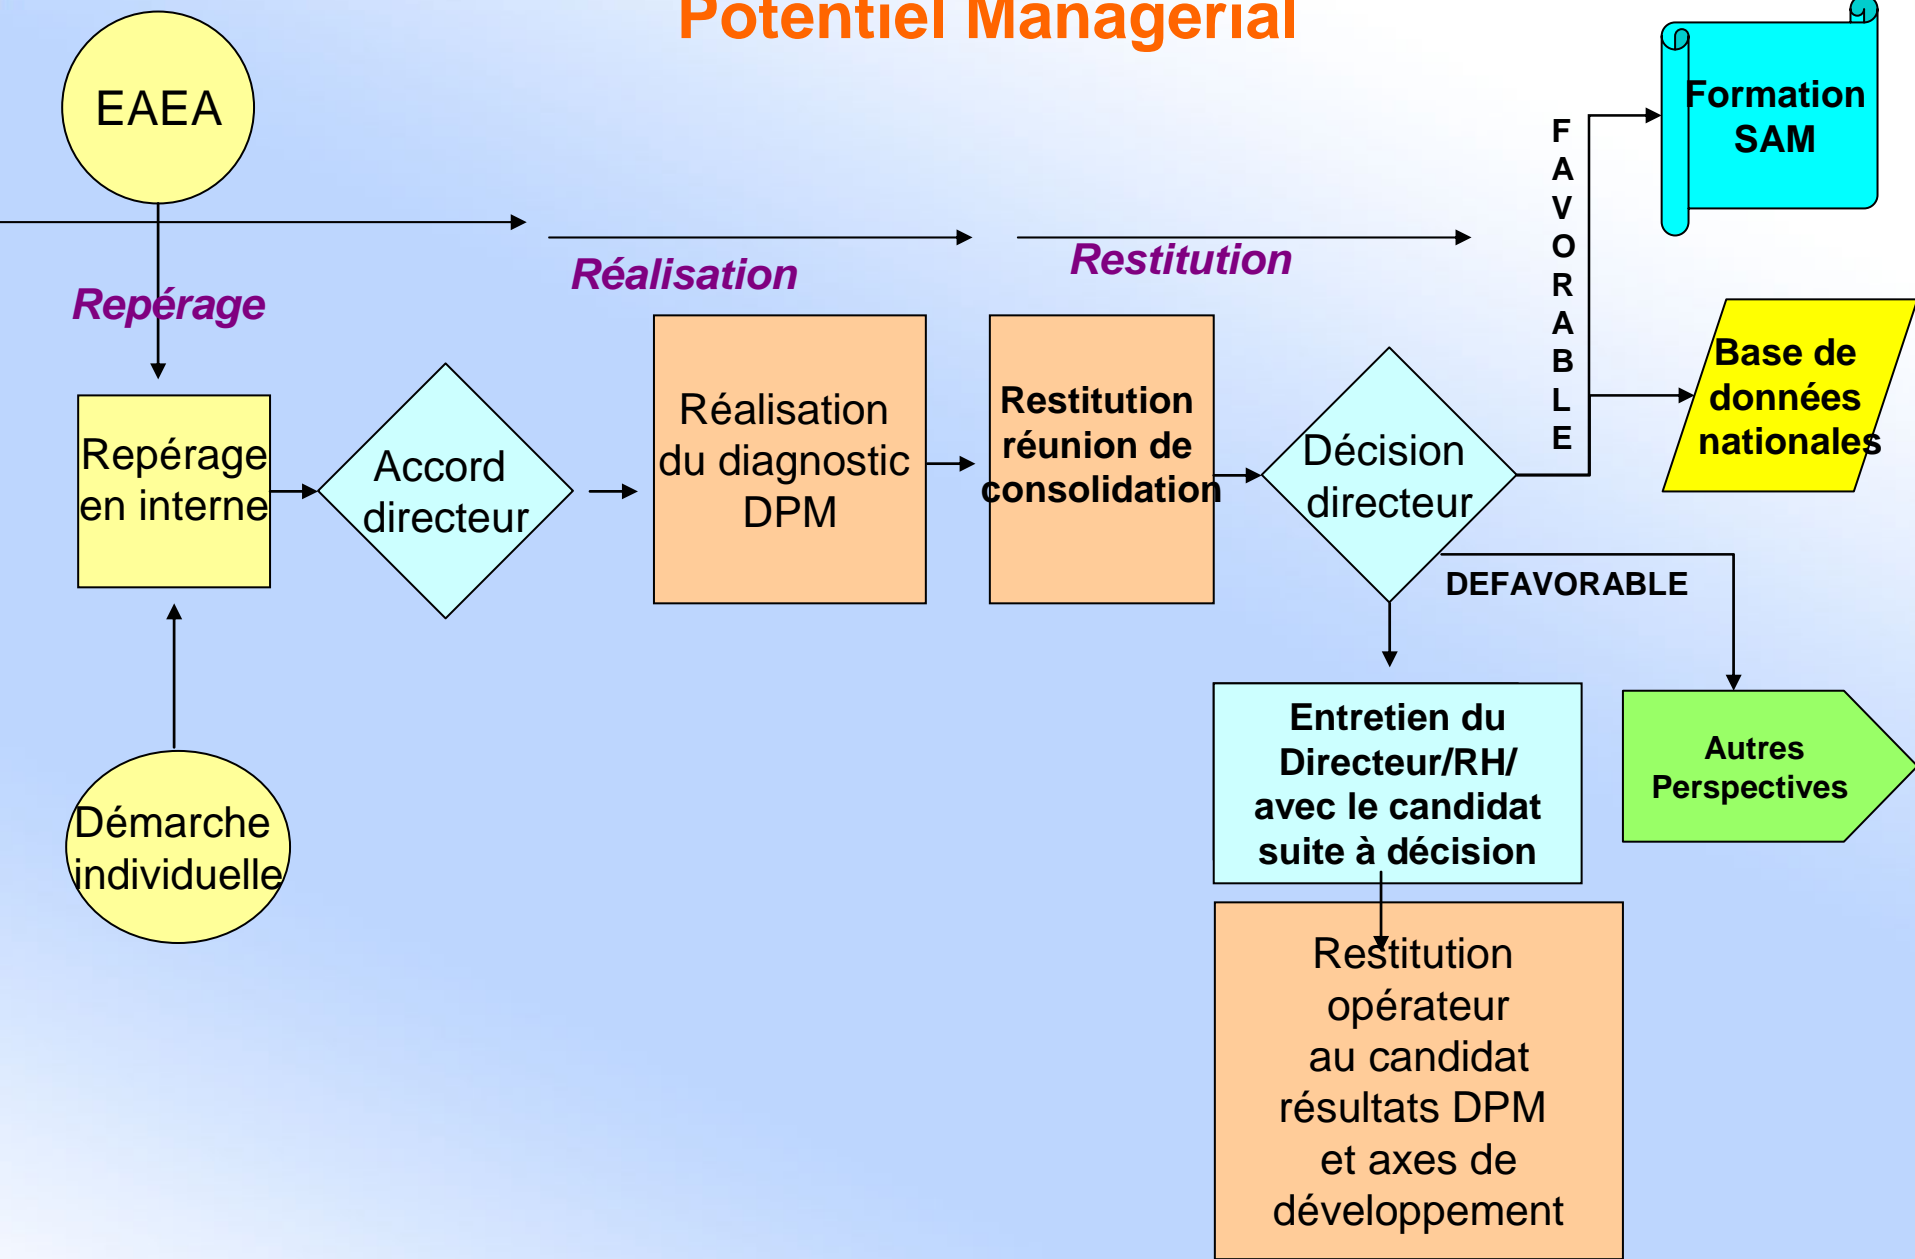 Potentiel Managérial
EAEA
Repérage
Réalisation
Restitution
F
A
V
O
R
A
B
L
E
Formation
SAM
Base de
données
nationales
Repérage
en interne
Accord
directeur
Réalisation
du diagnostic
DPM
Restitution
réunion de
consolidation
Décision
directeur
DEFAVORABLE
Démarche
individuelle
Entretien du
Directeur/RH/
avec le candidat
suite à décision
Autres
Perspectives
Restitution
opérateur
au candidat
résultats DPM
et axes de
développement